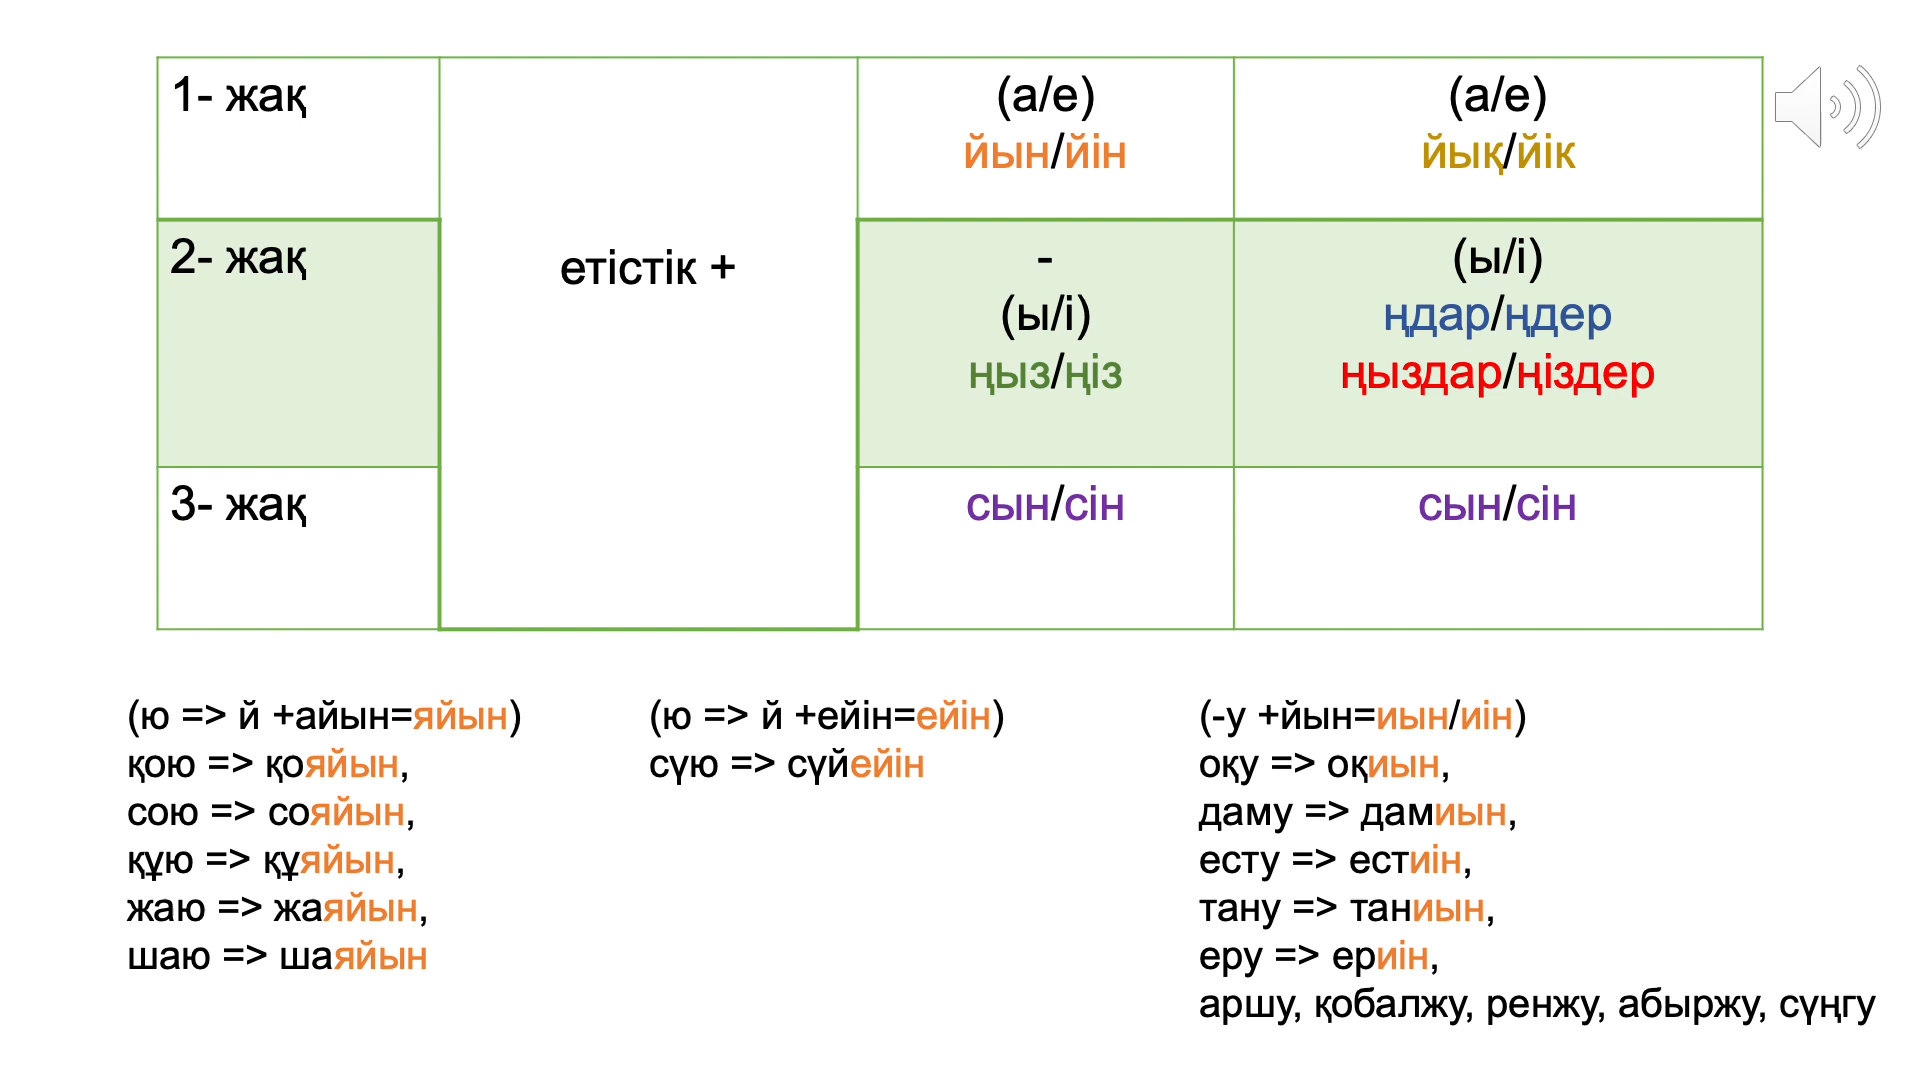 1- жақ
етістік +
(а/е)
йын/йін
(а/е)
йық/йік
2- жақ
-
(ы/і)
ңыз/ңіз
(ы/і)
ңдар/ңдер
ңыздар/ңіздер
3- жақ
сын/сін
сын/сін
(ю => й +айын=яйын)
қою => қояйын,
сою => сояйын,
құю => құяйын,
жаю => жаяйын,
шаю => шаяйын
(ю => й +ейін=ейін)
сүю => сүйейін
(-у +йын=иын/иін)
оқу => оқиын,
даму => дамиын,
есту => естиін,
тану => таниын,
еру => ериін,
аршу, қобалжу, ренжу, абыржу, сүңгу